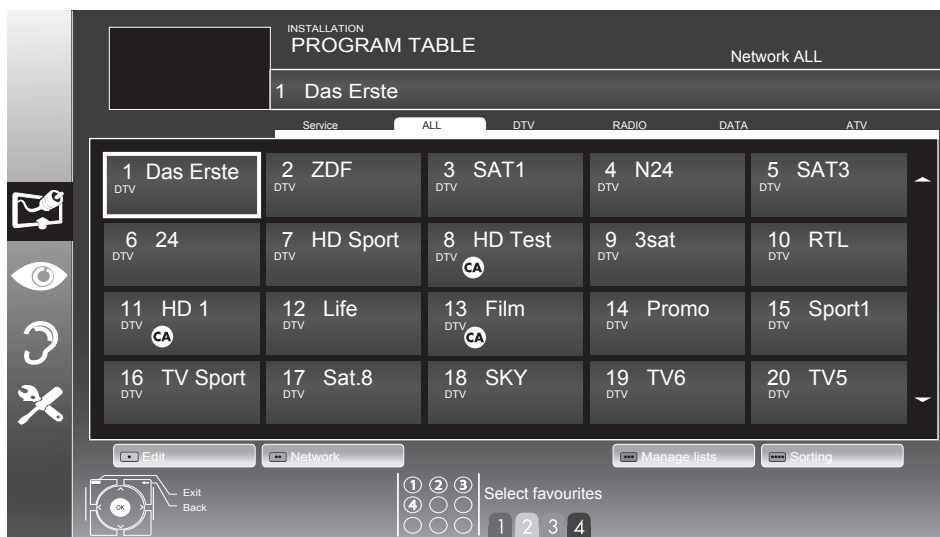 INSTALLATION
PROGRAM TABLE
Network ALL
1 Das Erste
Service ALL DTV RADIO DATA ATV
1 Das Erste 2 ZDF 3 SAT1 4 N24 5 SAT3
DTV DTV DTV DTV DTV
6 24 7 HD Sport 8 HD Test 9 3sat 10 RTL
DTV DTV DTV DTV DTV
CA
11 HD 1 12 Life 13 Film 14 Promo 15 Sport1
DTV DTV DTV DTV DTV
CA CA
16 TV Sport 17 Sat.8 18 SKY 19 TV6 20 TV5
DTV DTV DTV DTV DTV
Edit Network Manage lists Sorting
Exit
Back
OK
1 2 3
4
Select favourites
1 2 3 4